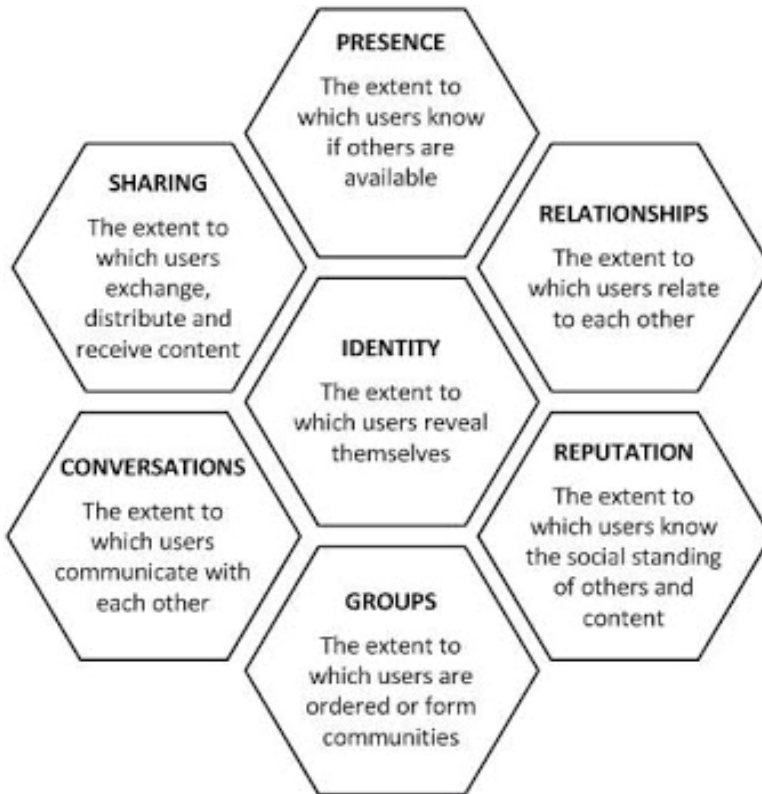 PRESENCE
The extent to
which users know
if others are
available
SHARING
The extent to
which users
exchange,
distribute and
receive content
RELATIONSHIPS
The extent to
which users relate
to each other
IDENTITY
The extent to
which users reveal
themselves
CONVERSATIONS
The extent to
which users
communicate with
each other
REPUTATION
The extent to
which users know
the social standing
of others and
content
GROUPS
The extent to
which users are
ordered or form
communities